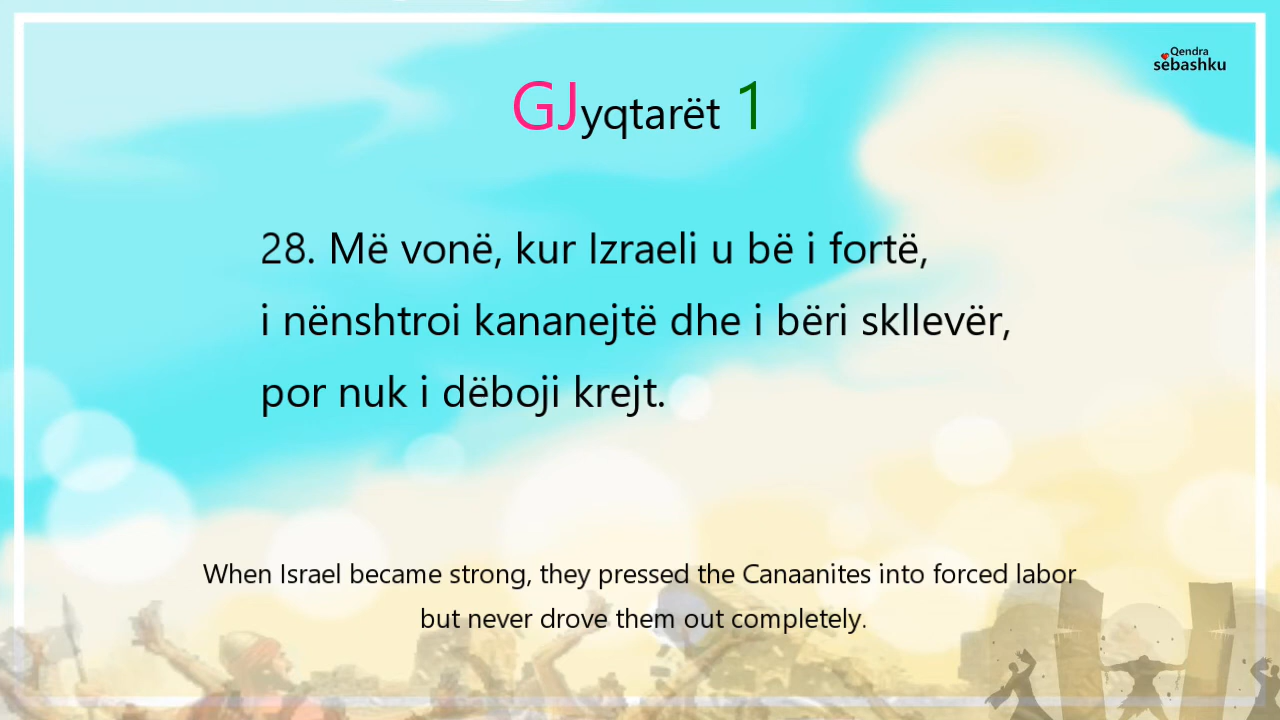 Qendra
sëbashku
GJyqtarët 1
28. Më vonë, kur Izraeli u bë i fortë,
i nënshtroi kananejtë dhe i bëri skllevër,
por nuk i dëboji krejt.
When Israel became strong, they pressed the Canaanites into forced labor
but never drove them out completely.